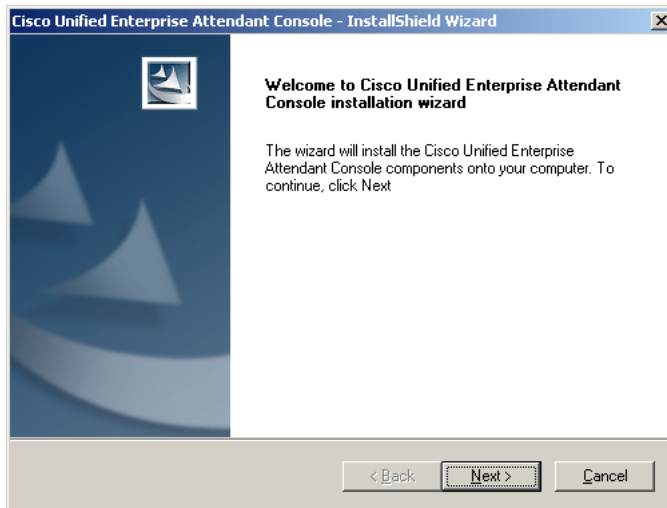 Cisco Unified Enterprise Attendant Console - InstallShield Wizard
Welcome to Cisco Unified Enterprise Attendant
Console installation wizard
The wizard will install the Cisco Unified Enterprise
Attendant Console components onto your computer. To
continue, click Next
< Back
Next >
Cancel